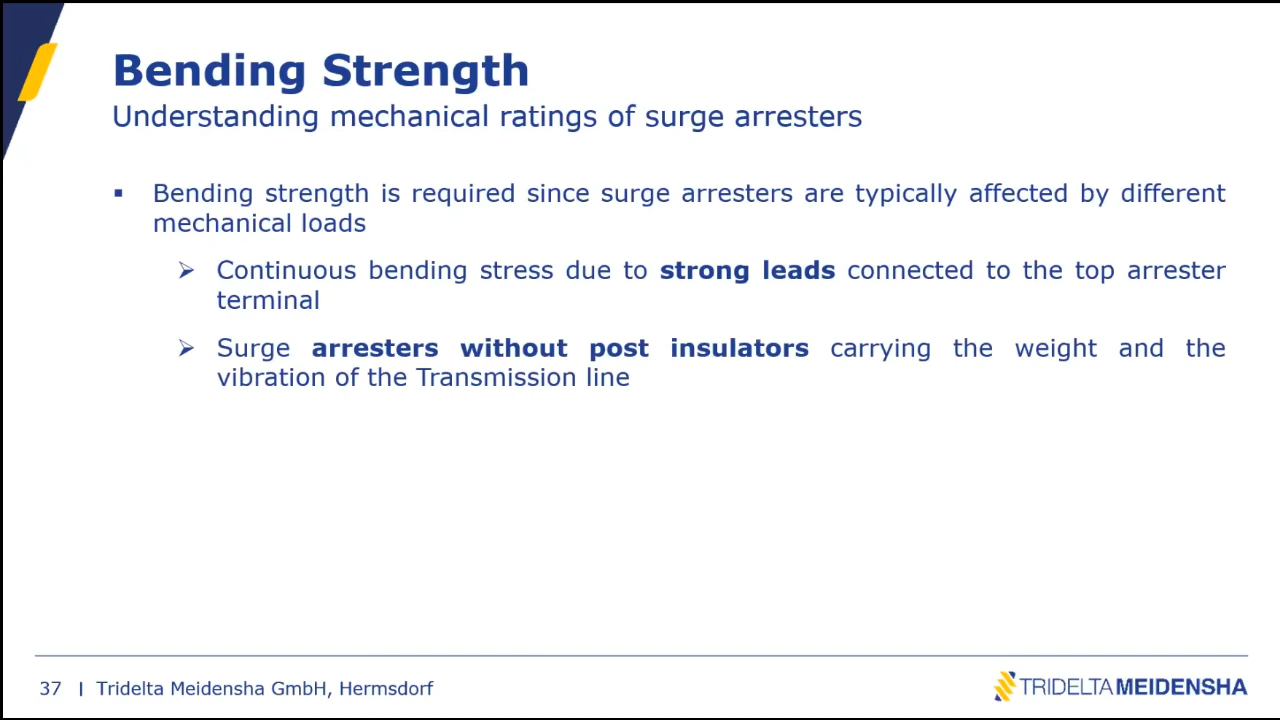 Bending Strength
Understanding mechanical ratings of surge arresters
▪ Bending strength is required since surge arresters are typically affected by different
mechanical loads
➢ Continuous bending stress due to strong leads connected to the top arrester
terminal
➢ Surge arresters without post insulators carrying the weight and the
vibration of the Transmission line
37 | Tridelta Meidensha GmbH, Hermsdorf
TRIDELTAMEIDENSHA